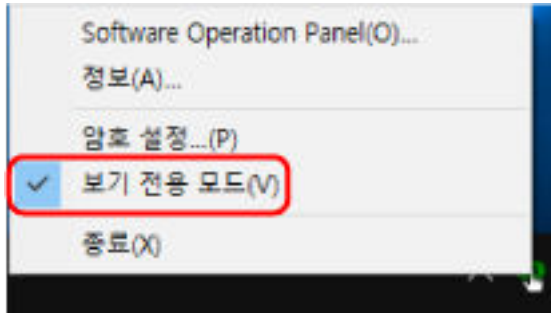 Software Operation Panel(O)...
정보(A)...
암호 설정...(P)
보기 전용 모드(V)
종료(X)